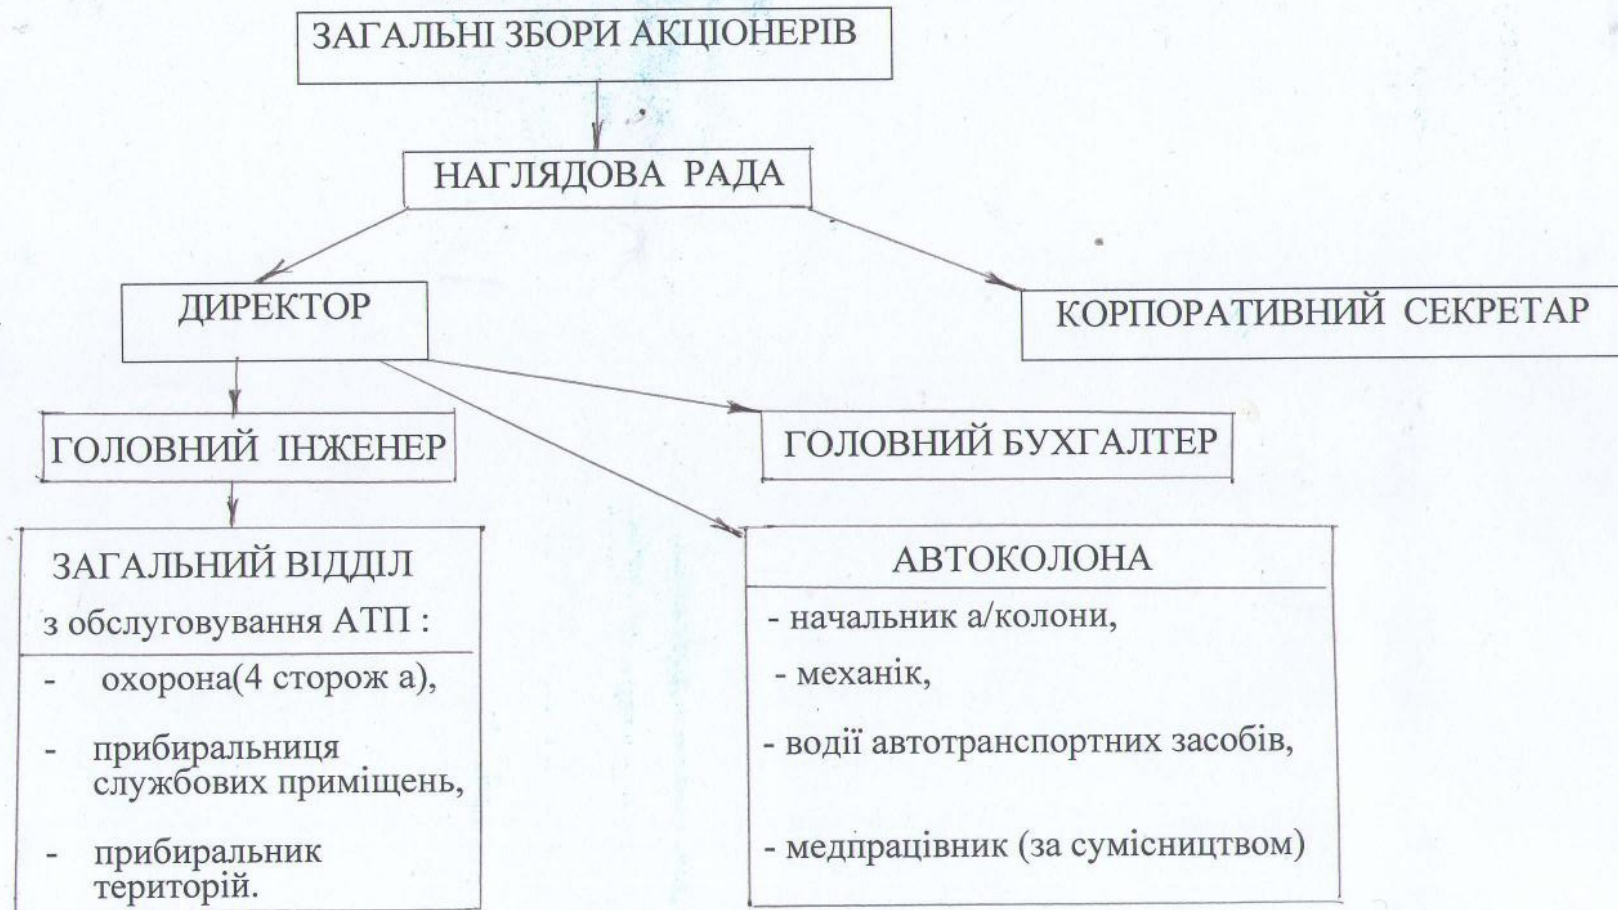 ЗАГАЛЬНІ ЗБОРИ АКЦІОНЕРІВ
НАГЛЯДОВА РАДА
ДИРЕКТОР
КОРПОРАТИВНИЙ СЕКРЕТАР
ГОЛОВНИЙ ІНЖЕНЕР
ГОЛОВНИЙ БУХГАЛТЕР
ЗАГАЛЬНИЙ ВІДДІЛ
з обслуговування АТП :
- охорона(4 сторож а),
- прибиральниця
службових приміщень,
- прибиральник
територій.
АВТОКОЛОНА
- начальник а/колони,
- механік,
- водії автотранспортних засобів,
- медпрацівник (за сумісництвом)